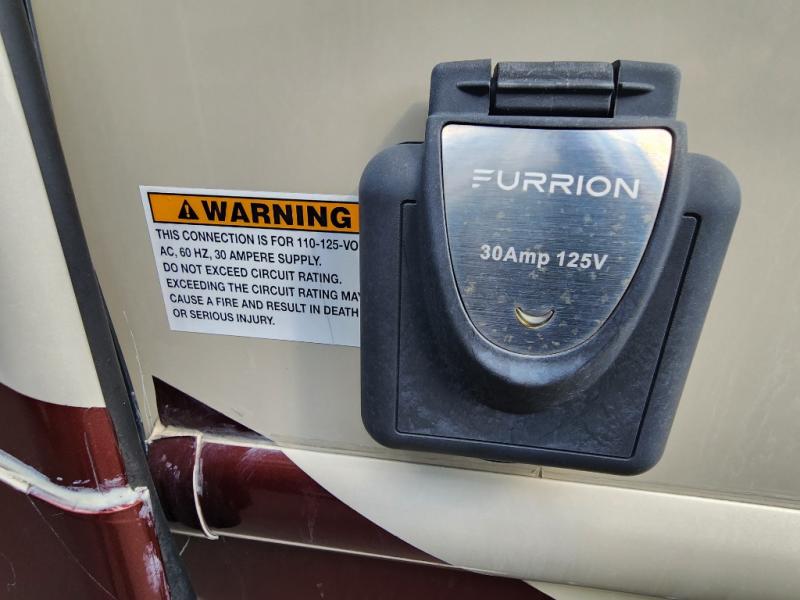 WARNING
THIS CONNECTION IS FOR 110-125-VO
AC, 60 HZ, 30 AMPERE SUPPLY.
DO NOT EXCEED CIRCUIT RATING.
EXCEEDING THE CIRCUIT RATING MAY
CAUSE A FIRE AND RESULT IN DEATH
OR SERIOUS INJURY.
FURRION
30Amp 125V